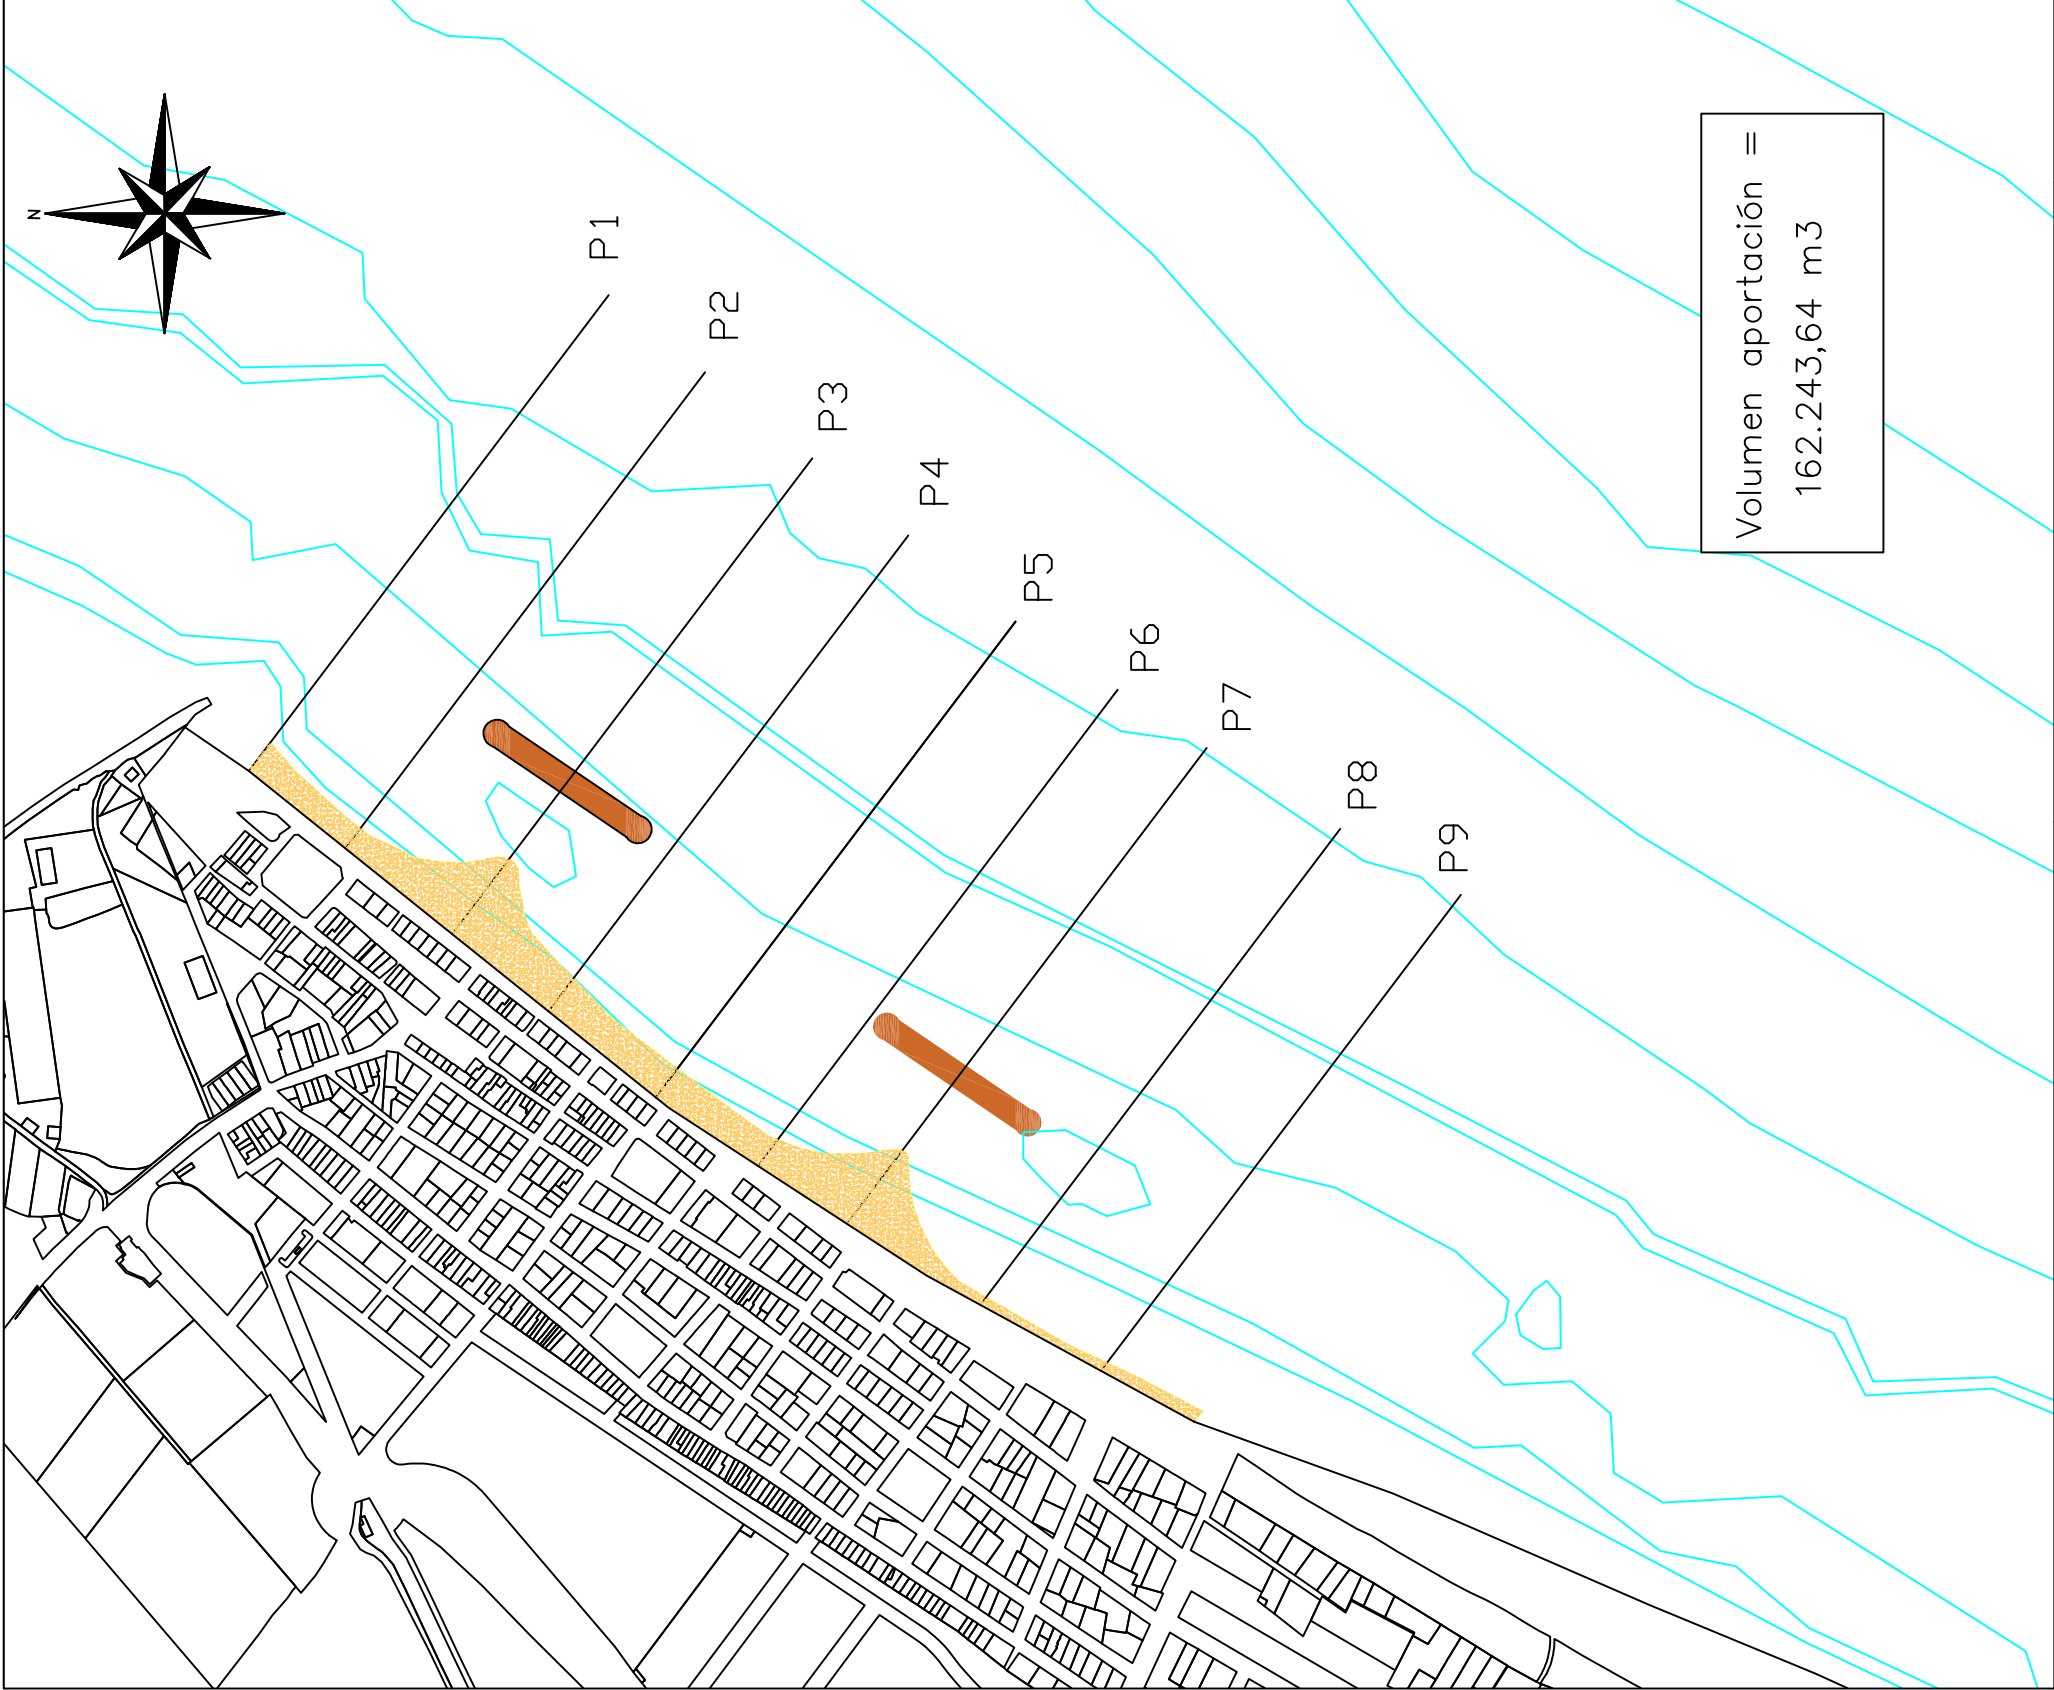 N
P1
P2
P3
P4
P5
P6
P7
P8
P9
Volumen aportación =
162.243,64 m3